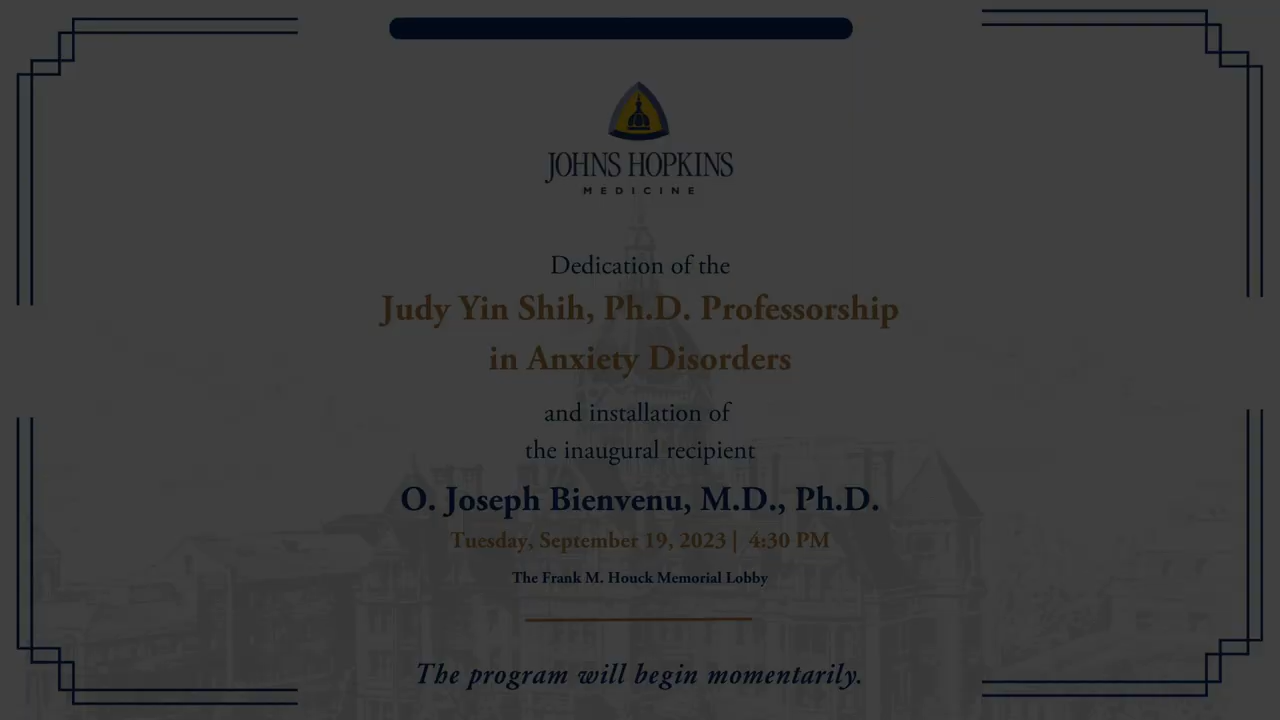 JOHNS HOPKINS
MEDICINE
Dedication of the
Judy Yin Shih, Ph.D. Professorship
in Anxiety Disorders
and installation of
the inaugural recipient
O. Joseph Bienvenu, M.D., Ph.D.
Tuesday, September 19, 2023 | 4:30 PM
The Frank M. Houck Memorial Lobby
The program will begin momentarily.